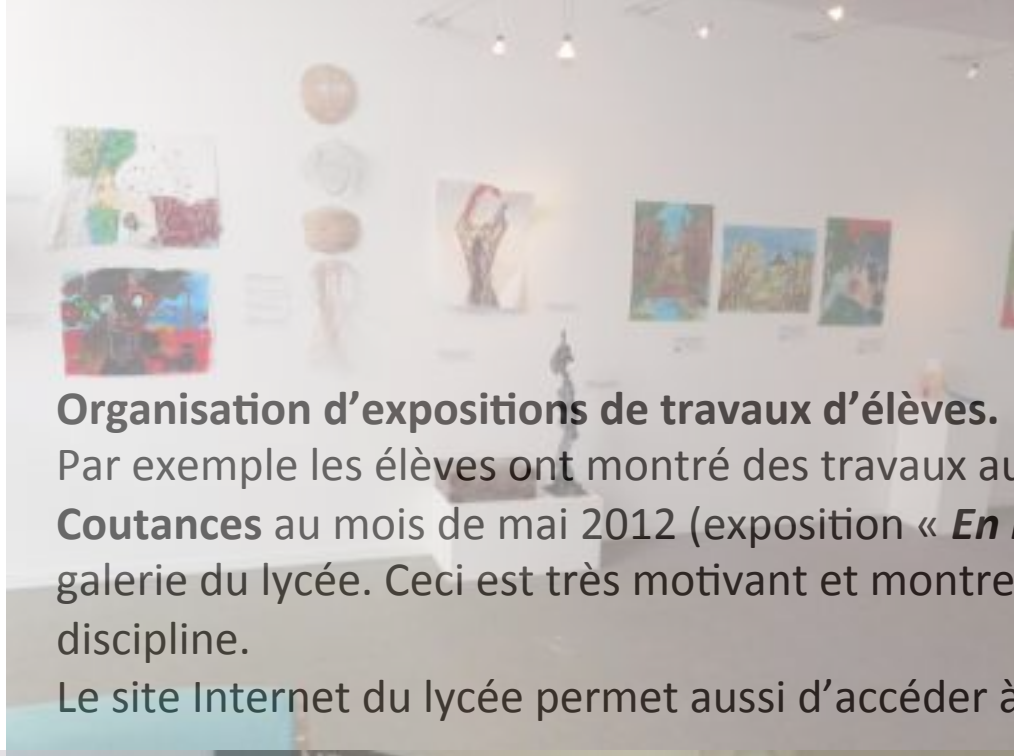 Organisation d’expositions de travaux d’élèves.
Par exemple les élèves ont montré des travaux au
Coutances au mois de mai 2012 (exposition « En
galerie du lycée. Ceci est très motivant et montre
discipline.
Le site Internet du lycée permet aussi d’accéder à